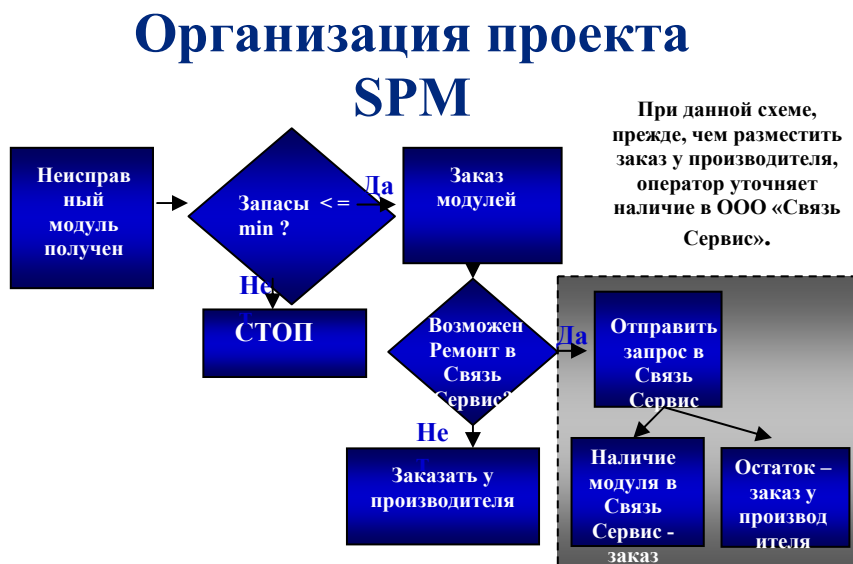 Организация проекта
SPM
При данной схеме,
прежде, чем разместить
заказ у производителя,
оператор уточняет
наличие в ООО «Связь
Сервис».
Неисправ
ный
модуль
получен
Запасы < =
min ?
Да
Заказ
модулей
Не
т
СТОП
Возможен
Ремонт в
Связь
Сервис?
Да
Отправить
запрос в
Связь
Сервис
Не
т
Заказать у
производителя
Наличие
модуля в
Связь
Сервис -
заказ
Остаток –
заказ у
производ
ителя